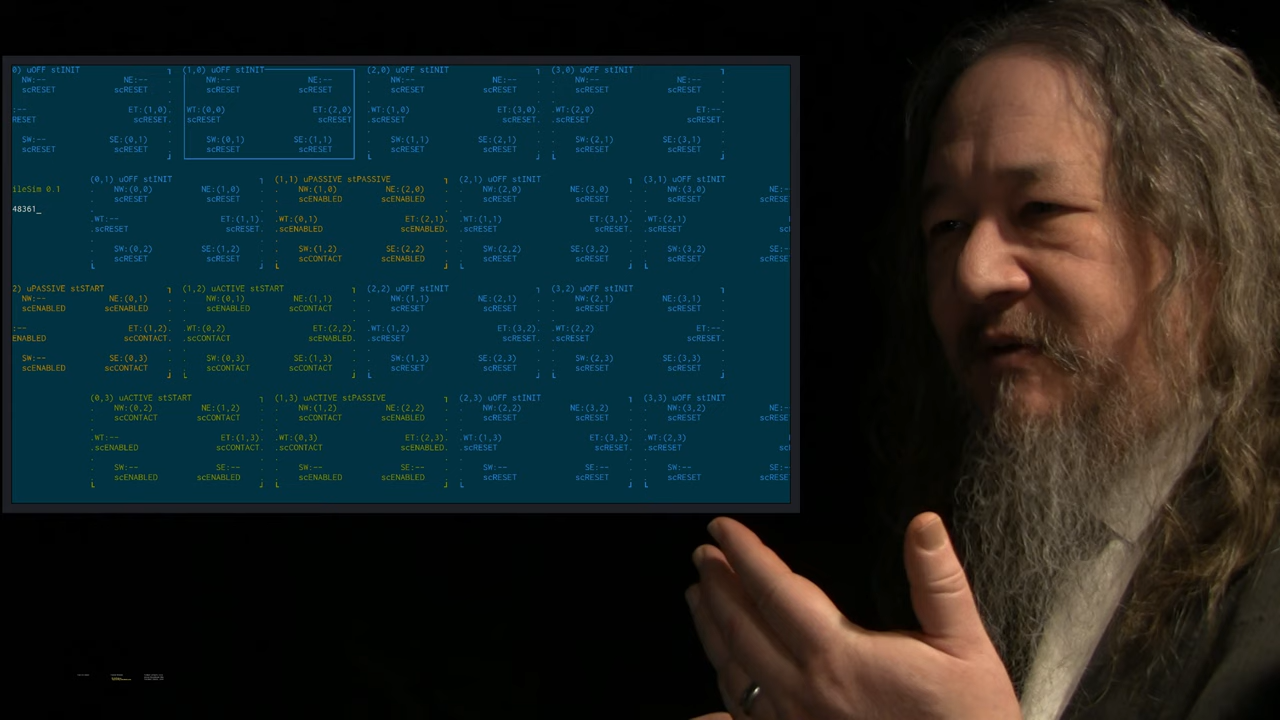 0) uOFF stINIT (1,0) uOFF stINIT (2,0) uOFF stINIT (3,0) uOFF stINIT
NW:-- NE:-- NW:-- NE:-- NW:-- NE:-- NW:-- NE:--
scRESET scRESET scRESET scRESET scRESET scRESET scRESET scRESET
:-- ET:(1,0) WT:(0,0) ET:(2,0) WT:(1,0) ET:(3,0) WT:(2,0) ET:--
RESET scRESET scRESET scRESET scRESET scRESET scRESET scRESET
SW:-- SE:(0,1) SW:(0,1) SE:(1,1) SW:(1,1) SE:(2,1) SW:(2,1) SE:(3,1)
scRESET scRESET scRESET scRESET scRESET scRESET scRESET scRESET
(0,1) uOFF stINIT (1,1) uPASSIVE stPASSIVE (2,1) uOFF stINIT (3,1) uOFF stINIT
ileSim 0.1 NW:(0,0) NE:(1,0) NW:(1,0) NE:(2,0) NW:(2,0) NE:(3,0) NW:(3,0) NE:--
scRESET scRESET scENABLED scENABLED scRESET scRESET scRESET scRE
48361_
WT:-- ET:(1,1) WT:(0,1) ET:(2,1) WT:(1,1) ET:(3,1) WT:(2,1)
scRESET scRESET scENABLED scENABLED scRESET scRESET scRESET scl
SW:(0,2) SE:(1,2) SW:(1,2) SE:(2,2) SW:(2,2) SE:(3,2) SW:(3,2) SE:-
scRESET scRESET scCONTACT scENABLED scRESET scRESET scRESET scRE
2) uPASSIVE stSTART (1,2) uACTIVE stSTART (2,2) uOFF stINIT (3,2) uOFF stINIT
NW:-- NE:(0,1) NW:(0,1) NE:(1,1) NW:(1,1) NE:(2,1) NW:(2,1) NE:(3,1)
scENABLED scENABLED scENABLED scCONTACT scRESET scRESET scRESET scRESET
:-- ET:(1,2) WT:(0,2) ET:(2,2) WT:(1,2) ET:(3,2) WT:(2,2) ET:--
ENABLED scCONTACT scCONTACT scENABLED scRESET scRESET scRESET scRESET
SW:-- SE:(0,3) SW:(0,3) SE:(1,3) SW:(1,3) SE:(2,3) SW:(2,3) SE:(3,3)
scENABLED scCONTACT scCONTACT scCONTACT scRESET scRESET scRESET scRESET
(0,3) uACTIVE stSTART (1,3) uACTIVE stPASSIVE (2,3) uOFF stINIT (3,3) uOFF stINIT
NW:(0,2) NE:(1,2) NW:(1,2) NE:(2,2) NW:(2,2) NE:(3,2) NW:(3,2) NE:--
scCONTACT scCONTACT scCONTACT scENABLED scRESET scRESET scRESET scRE
WT:-- ET:(1,3) WT:(0,3) ET:(2,3) WT:(1,3) ET:(3,3) WT:(2,3)
scENABLED scCONTACT scCONTACT scENABLED scRESET scRESET scRESET scl
SW:-- SE:-- SW:-- SE:-- SW:-- SE:-- SW:-- SE:--
scENABLED scENABLED scENABLED scENABLED scRESET scRESET scRESET scRE